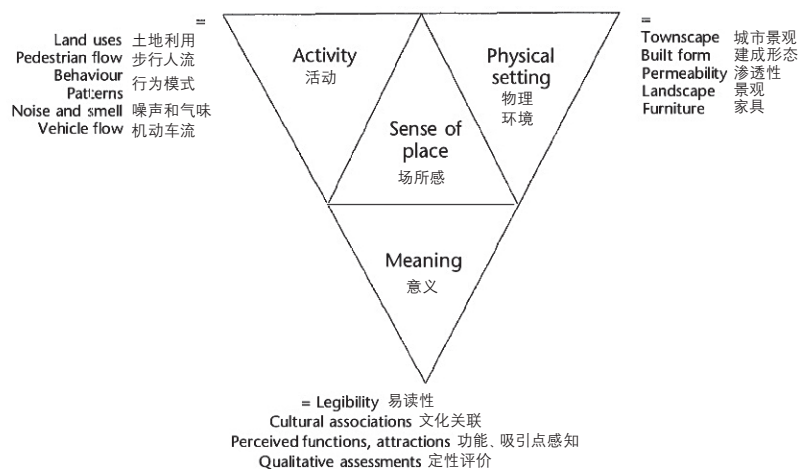 =
Land uses 土地利用
Pedestrian flow 步行人流
Behaviour
Patterns
行为模式
Noise and smell 噪声和气味
Vehicle flow 机动车流
Activity
活动
Physical
setting
物理
环境
=
Townscape 城市景观
Built form 建成形态
Permeability 渗透性
Landscape 景观
Furniture 家具
Sense of
place
场所感
Meaning
意义
= Legibility 易读性
Cultural associations 文化关联
Perceived functions, attractions 功能、吸引点感知
Qualitative assessments 定性评价